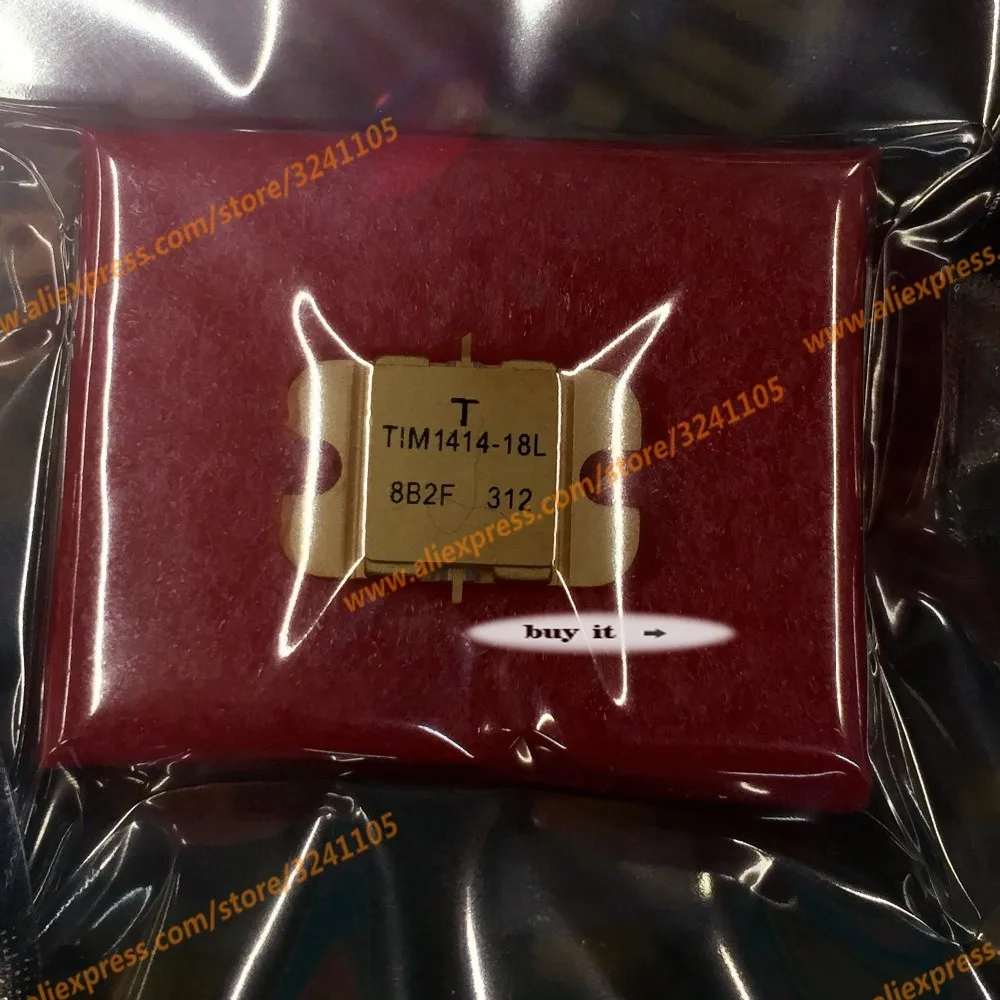 www.aliexpress.com/store/3241105
www.aliexpress.
T
TIM1414-18L
8B2F 312
www.aliexpress.com/store/3241105
buy it →
aliexpress.com/store/3241105
www.aliexpress.